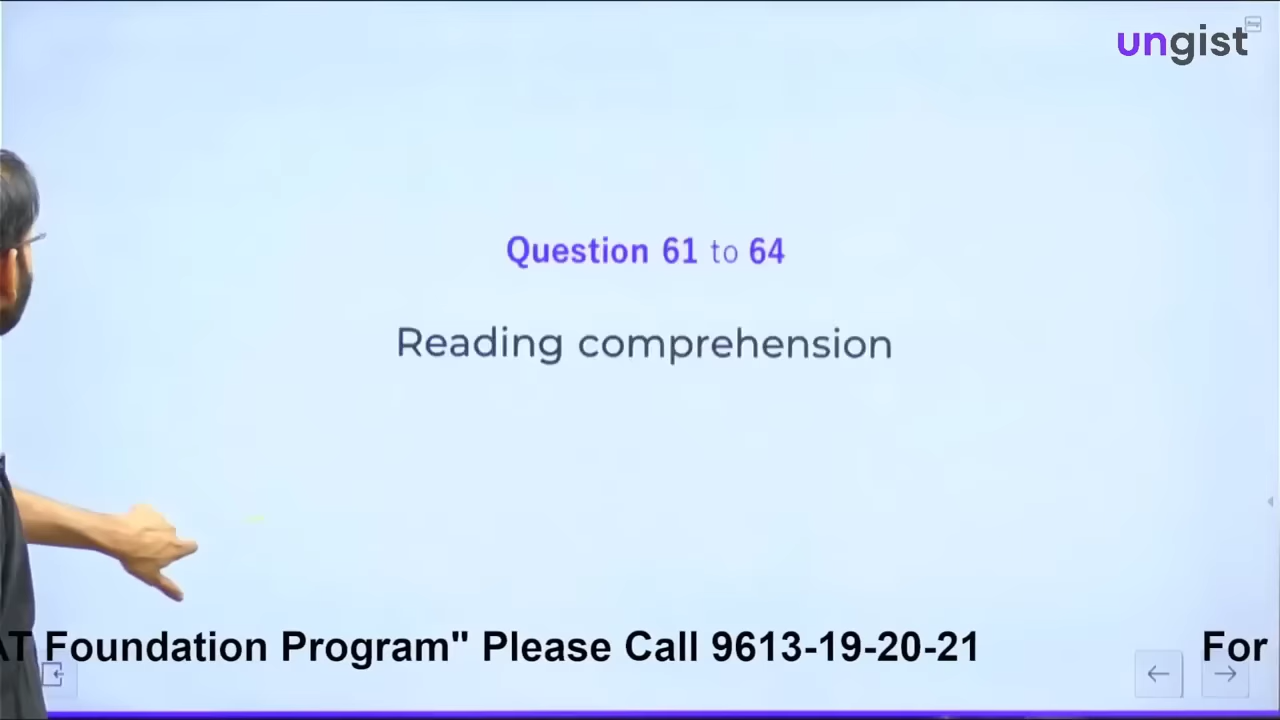 ungist
Question 61 to 64
Reading comprehension
Foundation Program" Please Call 9613-19-20-21
For